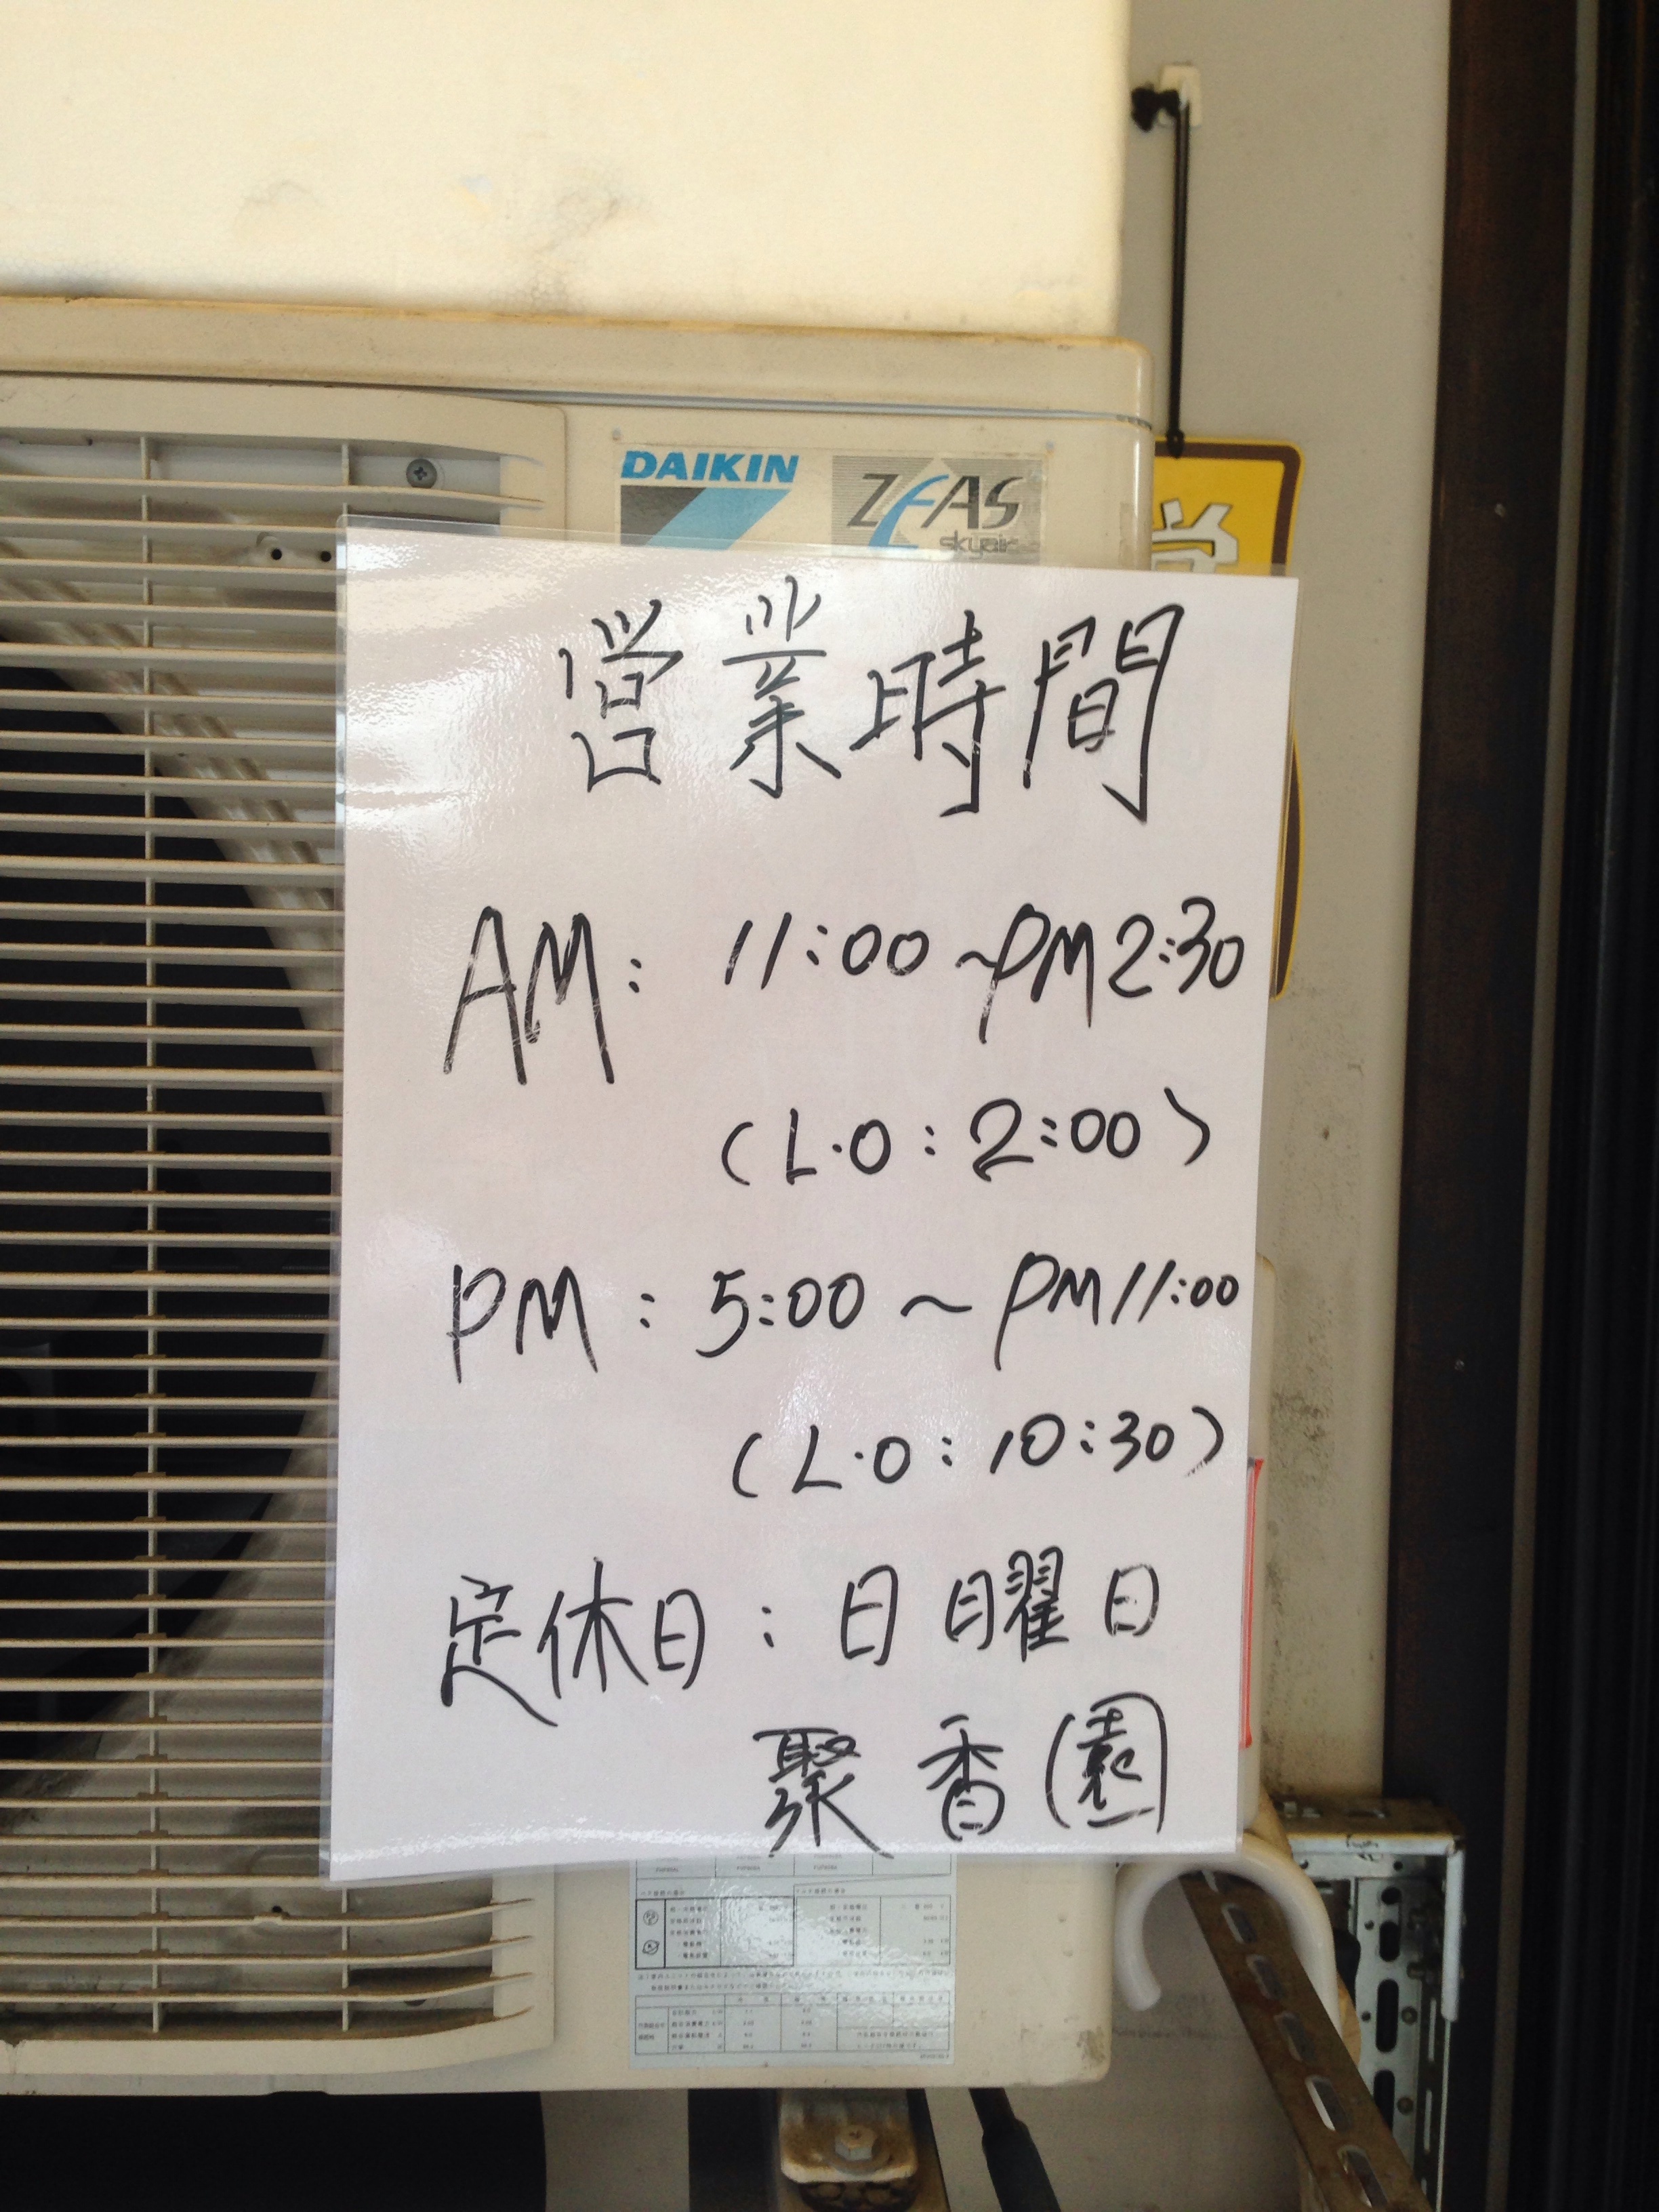 DAIKIN
ZEAS
skyair
営業時間
AM: 11:00 ~PM2:30
(L.O:2:00)
PM: 5:00 ~ PM11:00
(L.O:10:30)
定休日:日曜日
聚香園